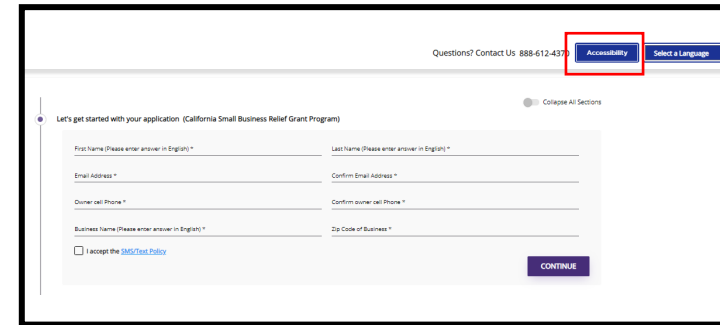 Questions? Contact Us 888-612-4370 Accessibility Select a Language
Collapse All Sections
Let's get started with your application (California Small Business Relief Grant Program)
First Name (Please enter answer in English) * Last Name (Please enter answer in English) *
Email Address * Confirm Email Address *
Owner cell Phone * Confirm owner cell Phone *
Business Name (Please enter answer in English) * Zip Code of Business *
I accept the SMS/Text Policy
CONTINUE